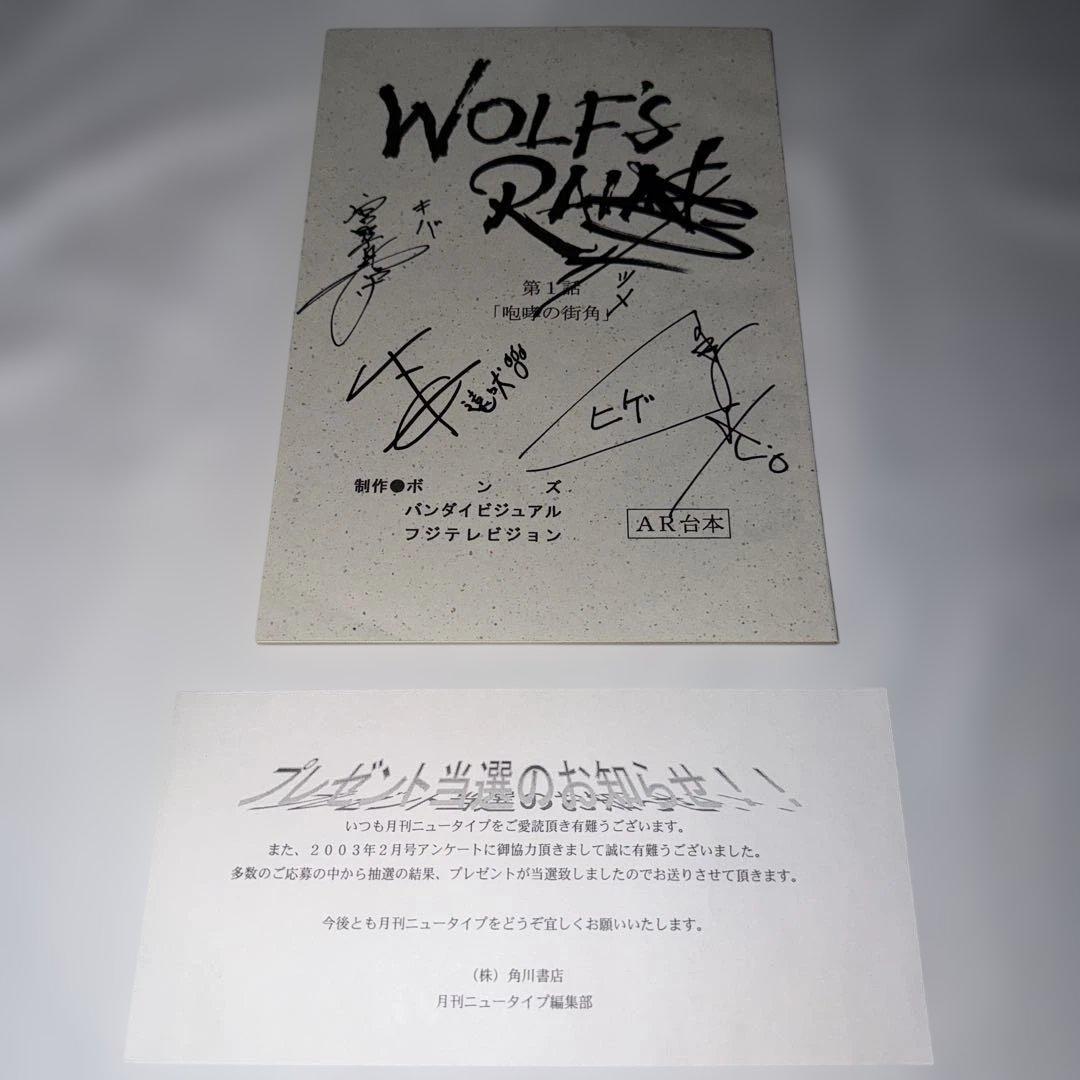 WOLF'S
RAIN
キバ
宮野真守
第1話
ツメ
「咆哮の街角」
遠吠
ヒゲ
制作●ボンズ
バンダイビジュアル
フジテレビジョン
AR台本
プレゼント当選のお知らせ！！
いつも月刊ニュータイプをご愛読頂き有難うございます。
また、２００３年２月号アンケートに御協力頂きまして誠に有難うございました。
多数のご応募の中から抽選の結果、プレゼントが当選致しましたのでお送りさせて頂きます。
今後とも月刊ニュータイプをどうぞ宜しくお願いいたします。
（株）角川書店
月刊ニュータイプ編集部